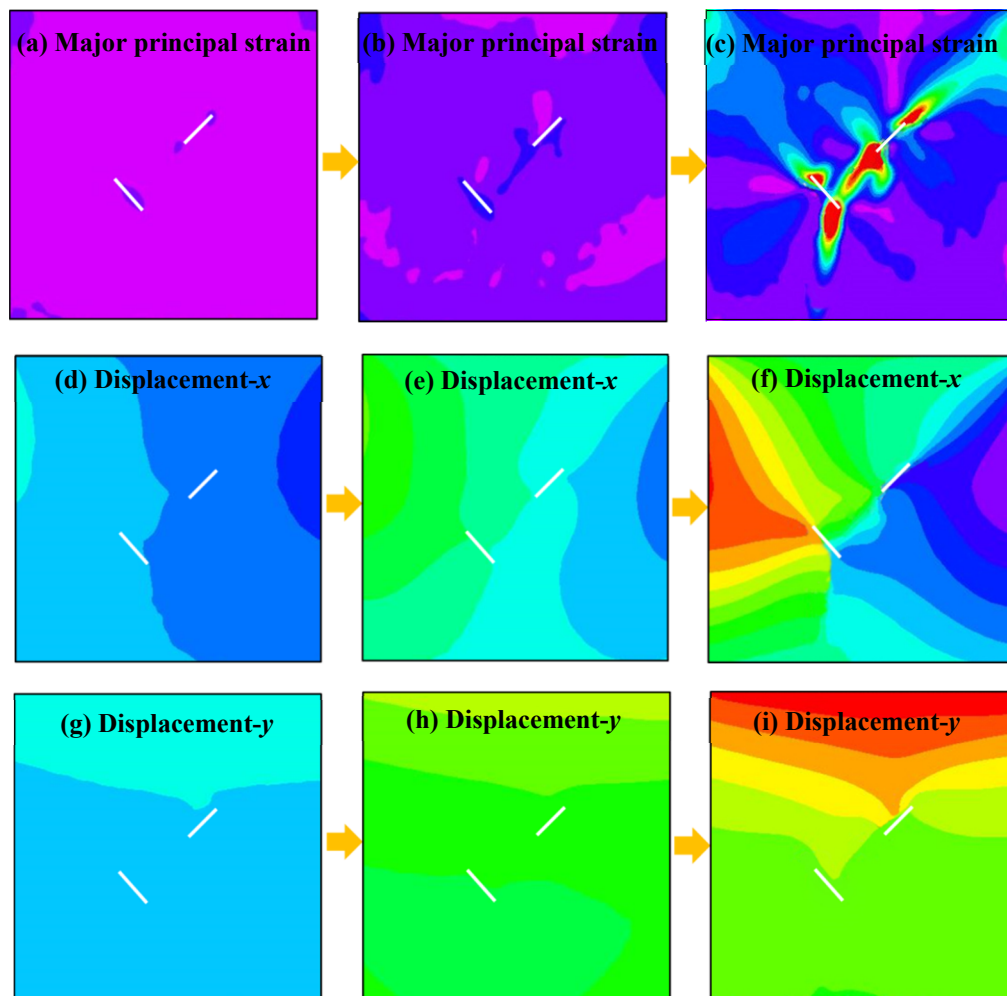 (a) Major principal strain
(b) Major principal strain
(c) Major principal strain
(d) Displacement-x
(e) Displacement-x
(f) Displacement-x
(g) Displacement-y
(h) Displacement-y
(i) Displacement-y